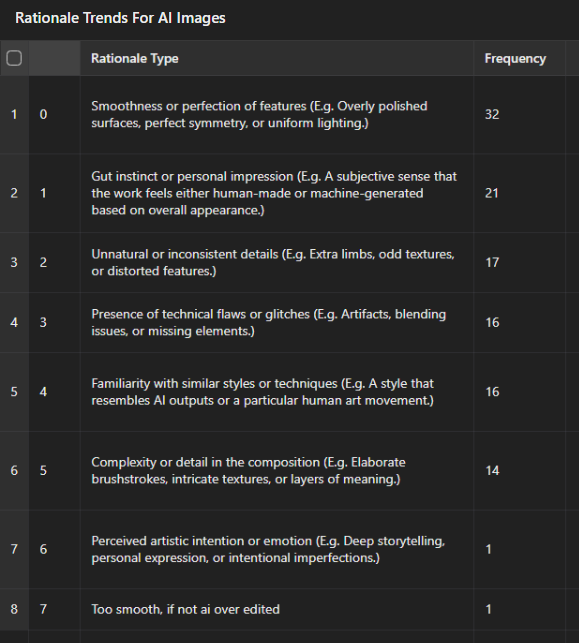 Rationale Trends For AI Images
Rationale Type Frequency
1 0 Smoothness or perfection of features (E.g. Overly polished
surfaces, perfect symmetry, or uniform lighting.) 32
2 1 Gut instinct or personal impression (E.g. A subjective sense that
the work feels either human-made or machine-generated
based on overall appearance.) 21
3 2 Unnatural or inconsistent details (E.g. Extra limbs, odd textures,
or distorted features.) 17
4 3 Presence of technical flaws or glitches (E.g. Artifacts, blending
issues, or missing elements.) 16
5 4 Familiarity with similar styles or techniques (E.g. A style that
resembles AI outputs or a particular human art movement.) 16
6 5 Complexity or detail in the composition (E.g. Elaborate
brushstrokes, intricate textures, or layers of meaning.) 14
7 6 Perceived artistic intention or emotion (E.g. Deep storytelling,
personal expression, or intentional imperfections.) 1
8 7 Too smooth, if not ai over edited 1